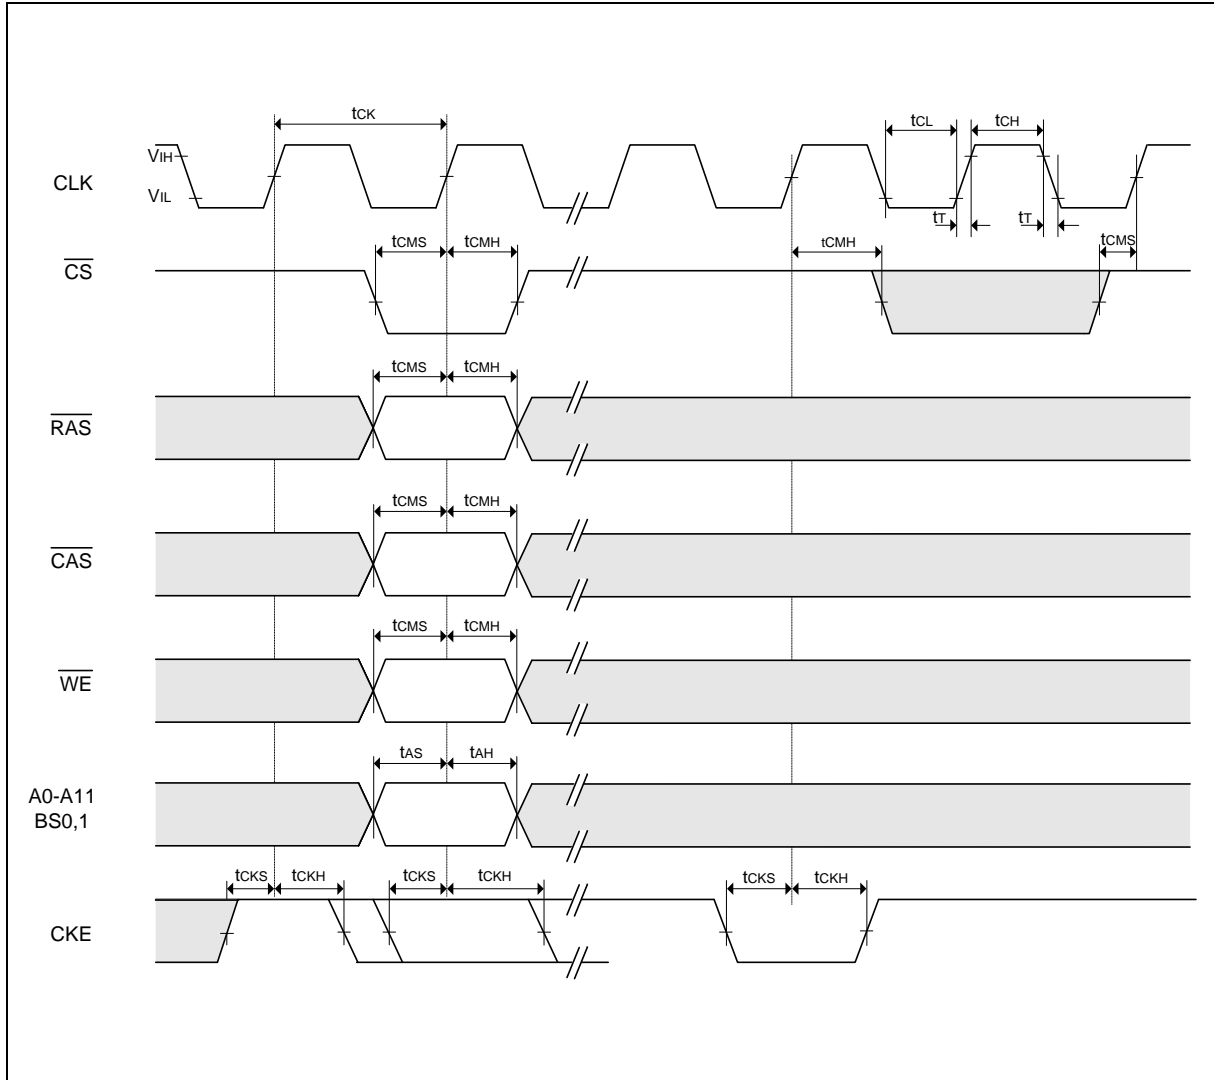 tCK
tCL
tCH
VIH
CLK
VIL
tT
tT
tCMS
tCMH
tCMH
tCMS
CS
tCMS
tCMH
RAS
tCMS
tCMH
CAS
tCMS
tCMH
WE
tAS
tAH
A0-A11
BS0,1
tCKS
tCKH
tCKS
tCKH
tCKS
tCKH
CKE